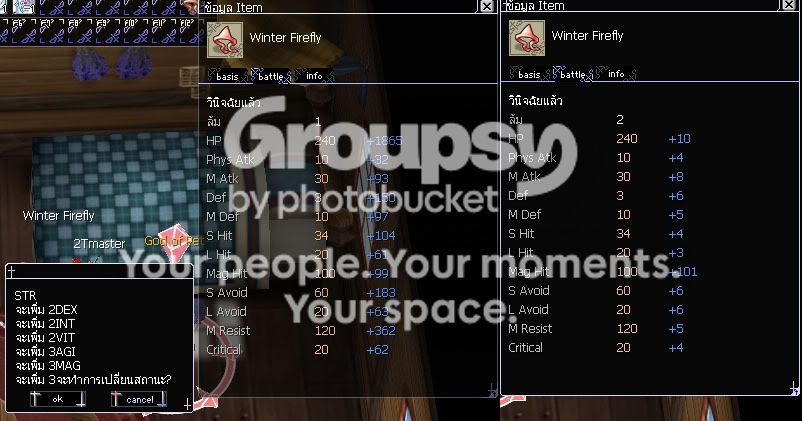 ข้อมูล Item
Winter Firefly
basis battle info
วินิจฉัยแล้ว
ล้ม 1
HP 240 +1865
Phys Atk 10 +32
M Atk 30 +93
Def 3
M Def 10 +97
S Hit 34 +104
L Hit 20 +61
Mag Hit 100 +99
S Avoid 60 +183
L Avoid 20 +63
M Resist 120 +362
Critical 20 +62
ข้อมูล Item
Winter Firefly
basis battle info
วินิจฉัยแล้ว
ล้ม 2
HP 240 +10
Phys Atk 10 +4
M Atk 30 +8
Def 3 +6
M Def 10 +5
S Hit 34 +4
L Hit 20 +3
Mag Hit 100 +101
S Avoid 60 +6
L Avoid 20 +6
M Resist 120 +5
Critical 20 +4
Winter Firefly
2Tmaster
God of Pet
STR
จะเพิ่ม 2DEX
จะเพิ่ม 2INT
จะเพิ่ม 2VIT
จะเพิ่ม 3AGI
จะเพิ่ม 3MAG
จะเพิ่ม 3จะทำการเปลี่ยนสถานะ?
ok cancel
Groupsy
by photobucket
Your people. Your moments.
Your space.